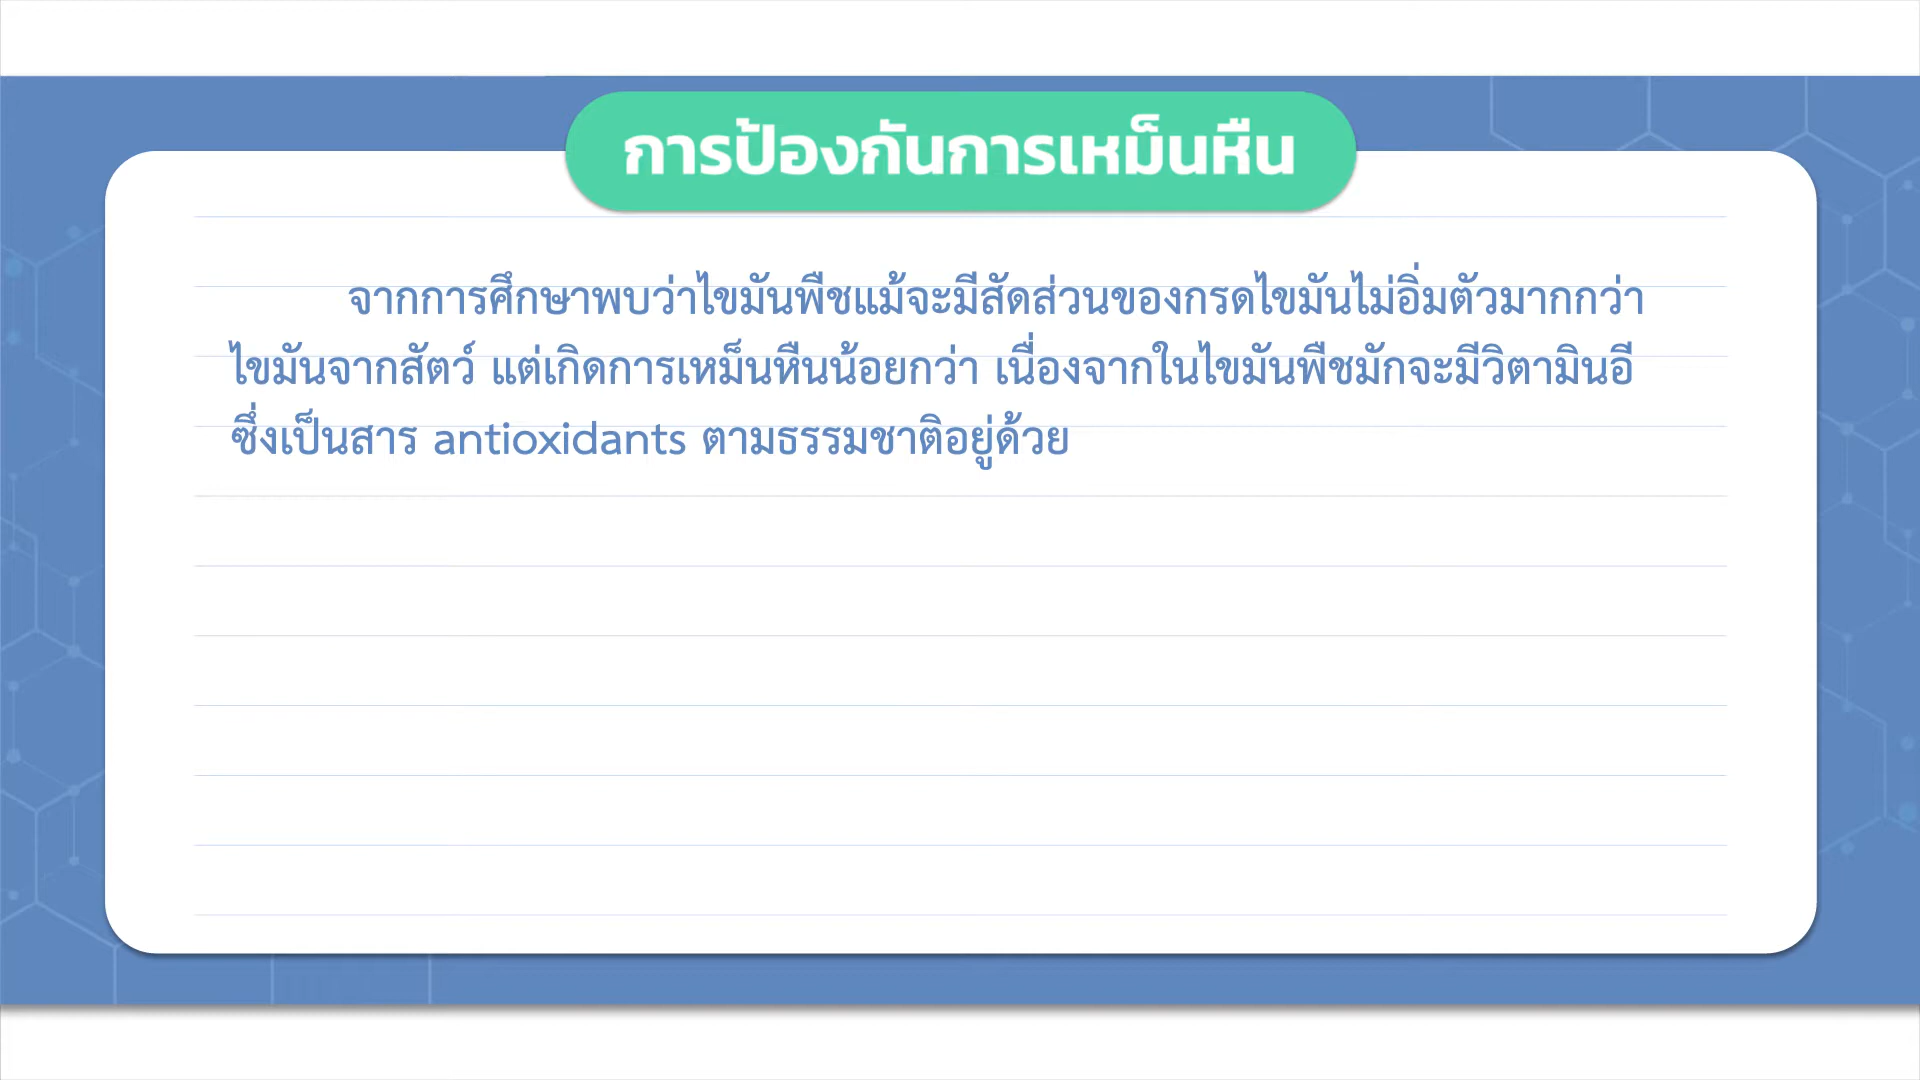 การป้องกันการเหม็นหืน
จากการศึกษาพบว่าไขมันพืชแม้จะมีสัดส่วนของกรดไขมันไม่อิ่มตัวมากกว่า
ไขมันจากสัตว์ แต่เกิดการเหม็นหืนน้อยกว่า เนื่องจากในไขมันพืชมักจะมีวิตามินอี
ซึ่งเป็นสาร antioxidants ตามธรรมชาติอยู่ด้วย